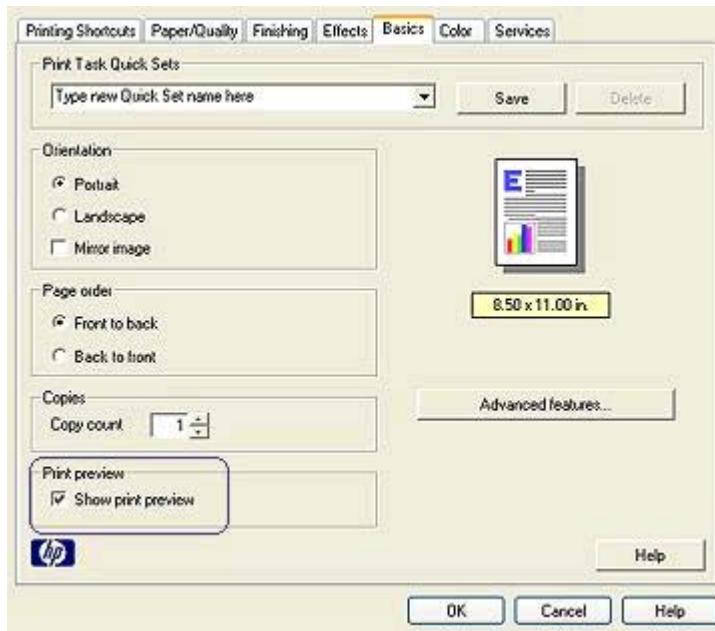 Printing Shortcuts Paper/Quality Finishing Effects Basics Color Services
Print Task Quick Sets
Type new Quick Set name here Save Delete
Orientation
Portrait
Landscape
Mirror image
E
8.50 x 11.00 in.
Page order
Front to back
Back to front
Copies
Copy count 1
Advanced features...
Print preview
Show print preview
hp
Help
OK Cancel Help